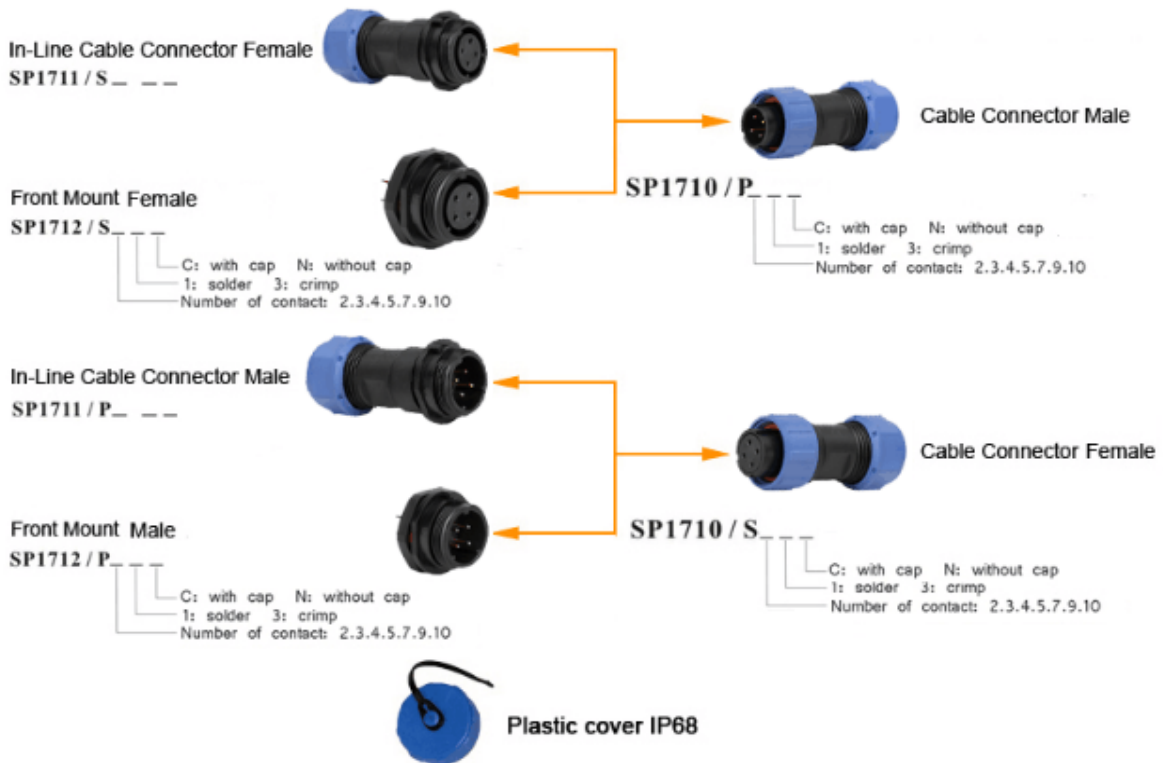 In-Line Cable Connector Female
SP1711 / S_ _ _
Cable Connector Male
SP1710 / P_ _ _
C: with cap N: without cap
1: solder 3: crimp
Number of contact: 2.3.4.5.7.9.10
Front Mount Female
SP1712 / S_ _ _
C: with cap N: without cap
1: solder 3: crimp
Number of contact: 2.3.4.5.7.9.10
In-Line Cable Connector Male
SP1711 / P_ _ _
Cable Connector Female
SP1710 / S_ _ _
C: with cap N: without cap
1: solder 3: crimp
Number of contact: 2.3.4.5.7.9.10
Front Mount Male
SP1712 / P_ _ _
C: with cap N: without cap
1: solder 3: crimp
Number of contact: 2.3.4.5.7.9.10
Plastic cover IP68